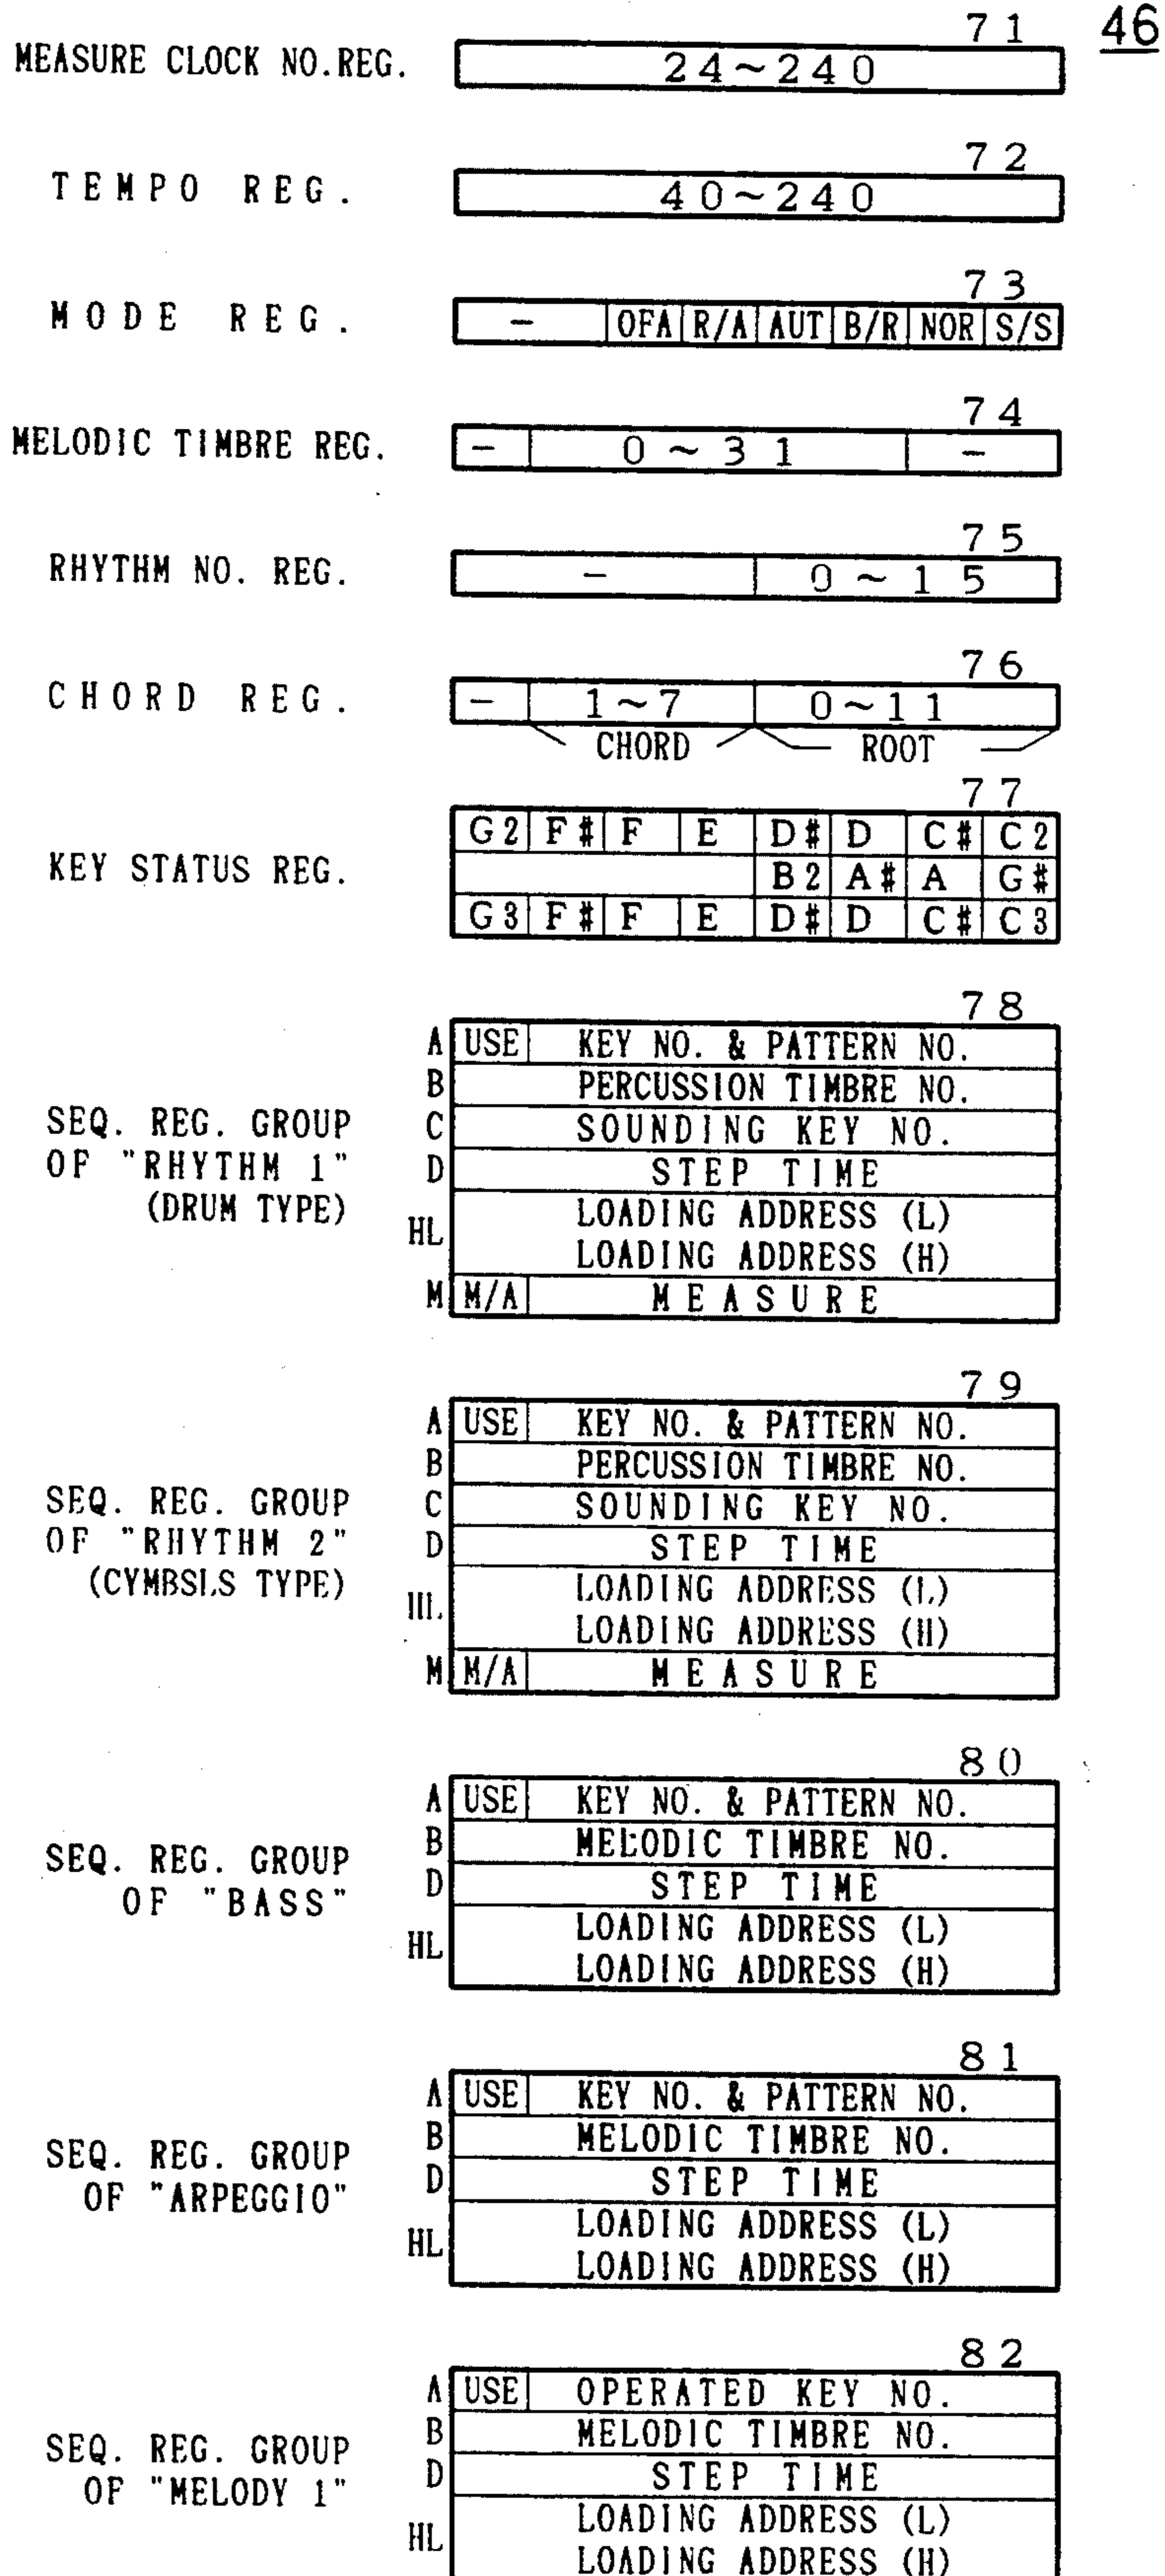 46
71
MEASURE CLOCK NO.REG. 24~240
72
TEMPO REG. 40~240
73
MODE REG. - OFA R/A AUT B/R NOR S/S
74
MELODIC TIMBRE REG. - 0~31 -
75
RHYTHM NO. REG. - 0~15
76
CHORD REG. - 1~7 0~11
CHORD ROOT
77
G2 F# F E D# D C# C2
KEY STATUS REG. B2 A# A G#
G3 F# F E D# D C# C3
78
A USE KEY NO. & PATTERN NO.
B PERCUSSION TIMBRE NO.
SEQ. REG. GROUP C SOUNDING KEY NO.
OF "RHYTHM 1" D STEP TIME
(DRUM TYPE) HL LOADING ADDRESS (L)
LOADING ADDRESS (H)
M M/A MEASURE
79
A USE KEY NO. & PATTERN NO.
B PERCUSSION TIMBRE NO.
SEQ. REG. GROUP C SOUNDING KEY NO.
OF "RHYTHM 2" D STEP TIME
(CYMBSLS TYPE) HL LOADING ADDRESS (L)
LOADING ADDRESS (H)
M M/A MEASURE
80
A USE KEY NO. & PATTERN NO.
B MELODIC TIMBRE NO.
SEQ. REG. GROUP D STEP TIME
OF "BASS" HL LOADING ADDRESS (L)
LOADING ADDRESS (H)
81
A USE KEY NO. & PATTERN NO.
B MELODIC TIMBRE NO.
SEQ. REG. GROUP D STEP TIME
OF "ARPEGGIO" HL LOADING ADDRESS (L)
LOADING ADDRESS (H)
82
A USE OPERATED KEY NO.
B MELODIC TIMBRE NO.
SEQ. REG. GROUP D STEP TIME
OF "MELODY 1" HL LOADING ADDRESS (L)
LOADING ADDRESS (H)